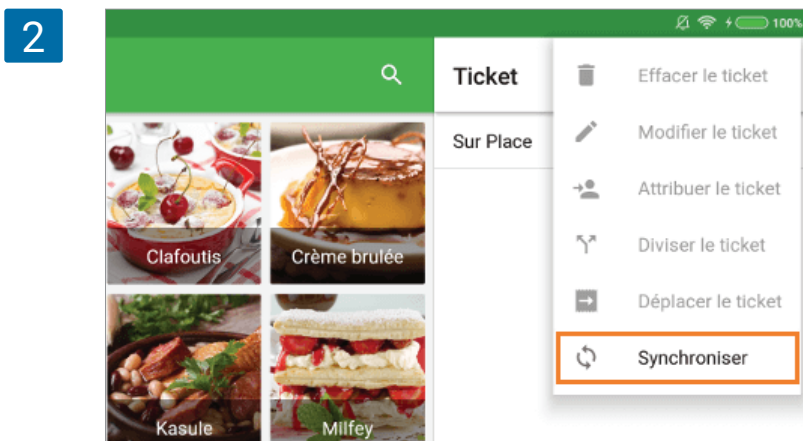 2
100%
Ticket
Effacer le ticket
Modifier le ticket
Sur Place
Attribuer le ticket
Clafoutis
Crème brulée
Diviser le ticket
Déplacer le ticket
Synchroniser
Kasule
Milfey